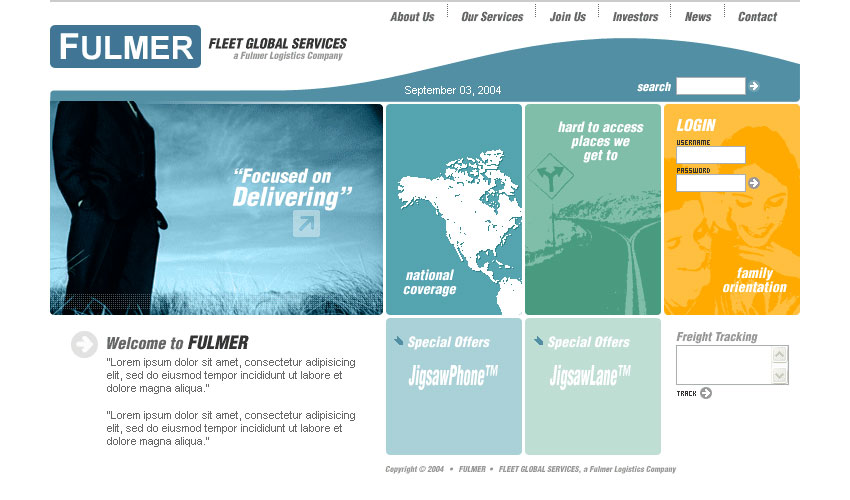 About Us
Our Services
Join Us
Investors
News
Contact
FULMER
FLEET GLOBAL SERVICES
a Fulmer Logistics Company
September 03, 2004
search
“Focused on
Delivering”
national
coverage
hard to access
places we
get to
LOGIN
USERNAME
PASSWORD
family
orientation
Welcome to FULMER
"Lorem ipsum dolor sit amet, consectetur adipisicing
elit, sed do eiusmod tempor incididunt ut labore et
dolore magna aliqua."
"Lorem ipsum dolor sit amet, consectetur adipisicing
elit, sed do eiusmod tempor incididunt ut labore et
dolore magna aliqua."
Special Offers
JigsawPhone™
Special Offers
JigsawLane™
Freight Tracking
TRACK
Copyright © 2004 • FULMER • FLEET GLOBAL SERVICES, a Fulmer Logistics Company